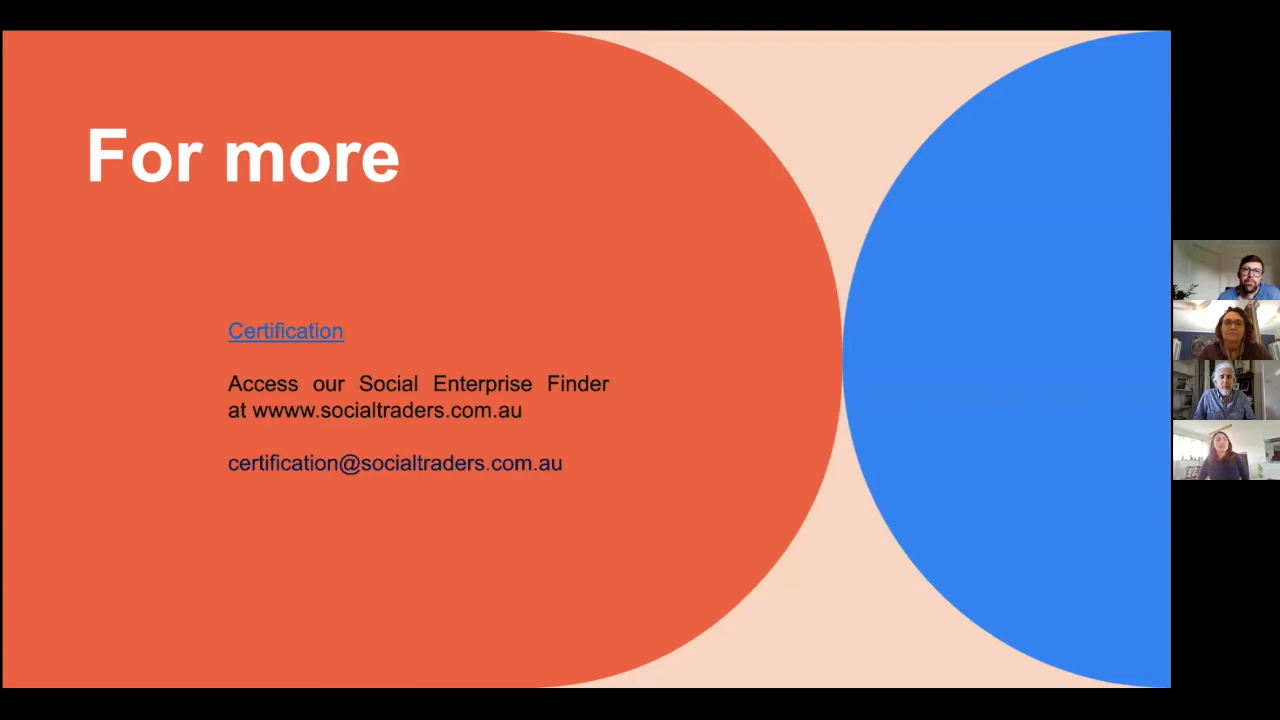 For more
Certification
Access our Social Enterprise Finder
at wwww.socialtraders.com.au
certification@socialtraders.com.au